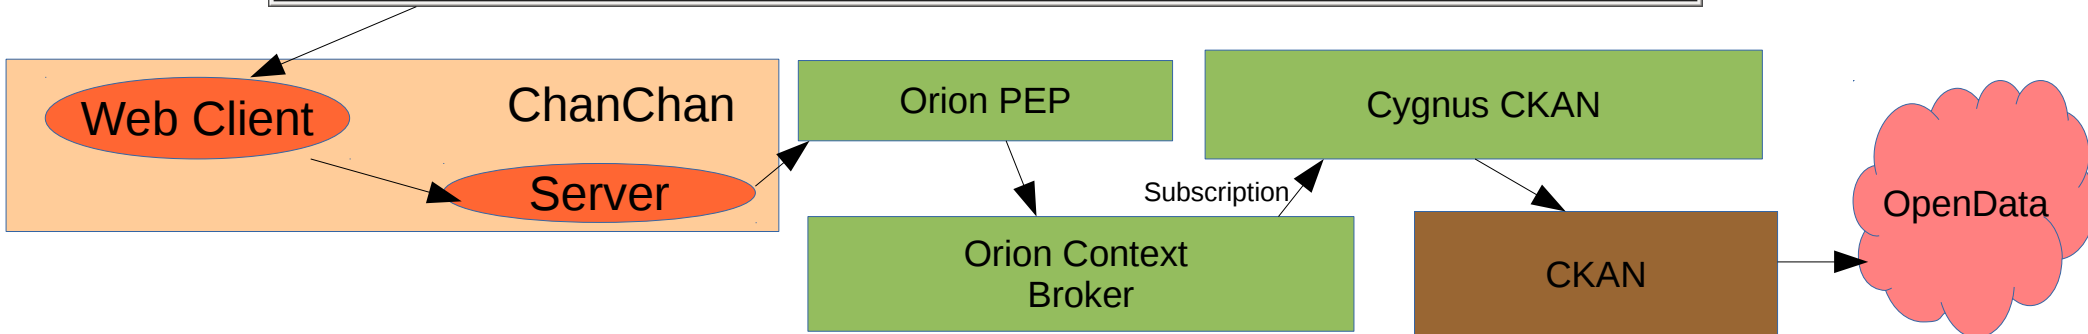 Web Client
ChanChan
Server
Orion PEP
Orion Context
Broker
Subscription
Cygnus CKAN
CKAN
OpenData